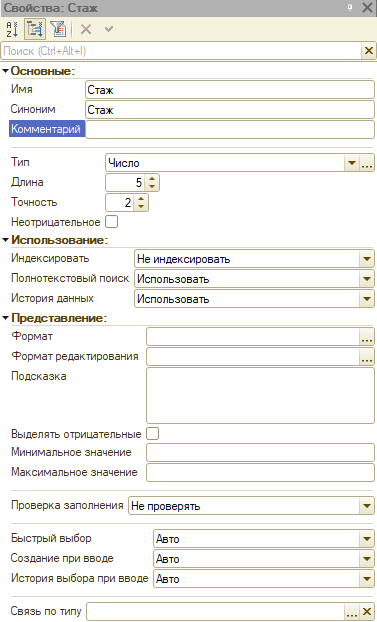 Свойства: Стаж
Поиск (Ctrl+Alt+I)
Основные:
Имя Стаж
Синоним Стаж
Комментарий
Тип Число
Длина 5
Точность 2
Неотрицательное
Использование:
Индексировать Не индексировать
Полнотекстовый поиск Использовать
История данных Использовать
Представление:
Формат
Формат редактирования
Подсказка
Выделять отрицательные
Минимальное значение
Максимальное значение
Проверка заполнения Не проверять
Быстрый выбор Авто
Создание при вводе Авто
История выбора при вводе Авто
Связь по типу